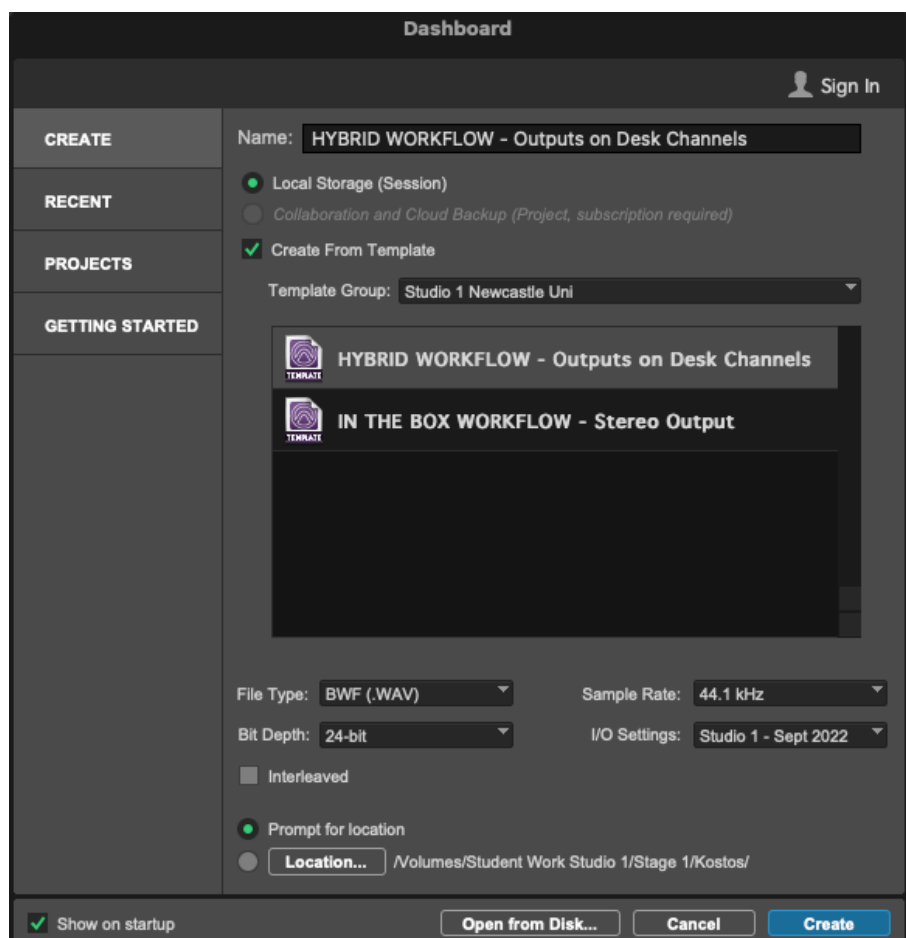 Dashboard
Sign In
CREATE
RECENT
PROJECTS
GETTING STARTED
Name: HYBRID WORKFLOW - Outputs on Desk Channels
Local Storage (Session)
Collaboration and Cloud Backup (Project, subscription required)
Create From Template
Template Group: Studio 1 Newcastle Uni
TEMPLATE HYBRID WORKFLOW - Outputs on Desk Channels
TEMPLATE IN THE BOX WORKFLOW - Stereo Output
File Type: BWF (.WAV) Sample Rate: 44.1 kHz
Bit Depth: 24-bit I/O Settings: Studio 1 - Sept 2022
Interleaved
Prompt for location
Location... /Volumes/Student Work Studio 1/Stage 1/Kostos/
Show on startup Open from Disk... Cancel Create